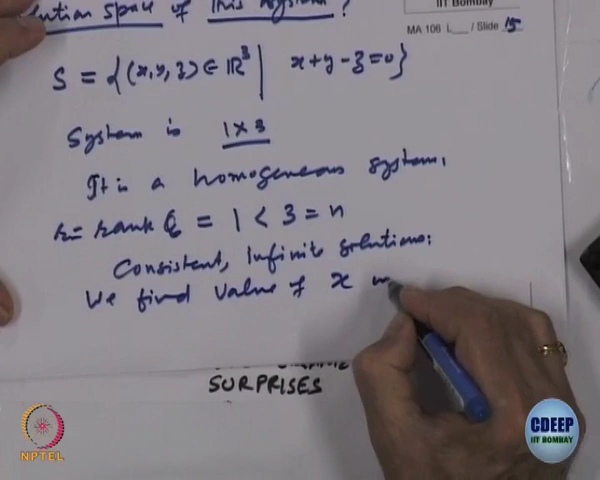 solution space of this system?
IIT Bombay
MA 106 L___ / Slide 15
S = {(x, y, z) ∈ ℝ³ | x+y-z=0}
System is 1×3
It is a homogeneous system,
r = rank = 1 < 3 = n
Consistent, Infinite solutions:
We find value of x
SURPRISES
NPTEL
CDEEP
IIT BOMBAY